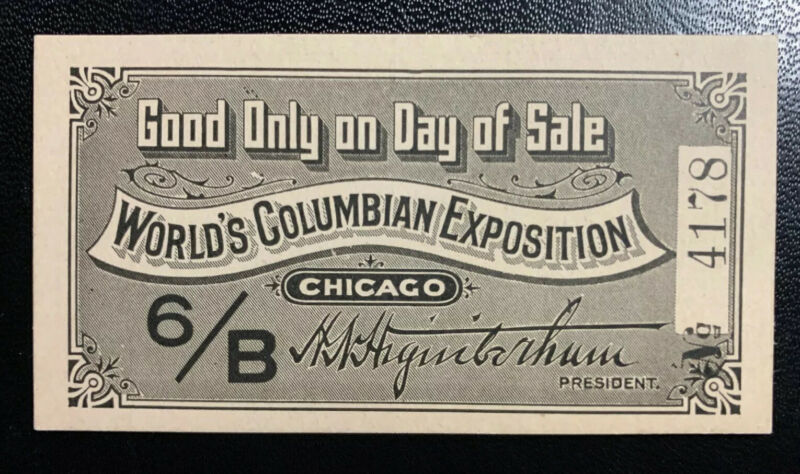 Good Only on Day of Sale
WORLD'S COLUMBIAN EXPOSITION
CHICAGO
6/B
H.N. Higinbotham
PRESIDENT.
No 4178